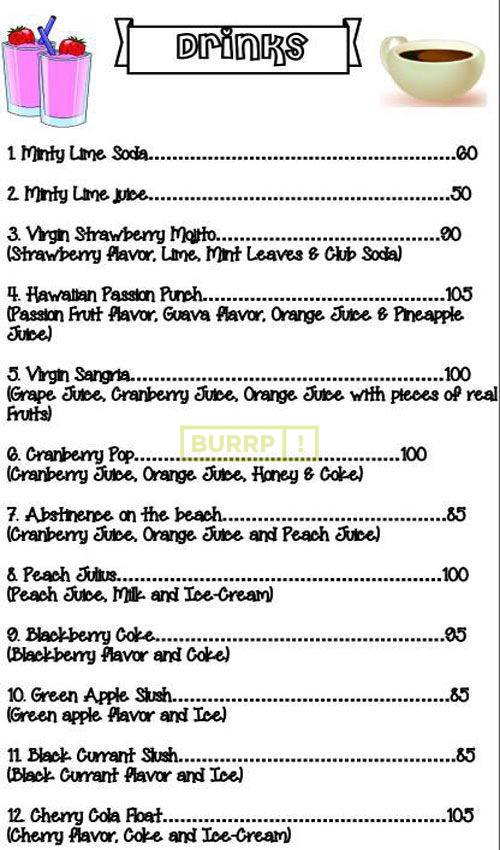 Drinks
1. Minty Lime Soda.....................................................60
2. Minty Lime Juice....................................................50
3. Virgin Strawberry Mojito.......................................90
(Strawberry flavor, Lime, Mint Leaves & Club Soda)
4. Hawaiian Passion Punch..........................................105
(Passion Fruit flavor, Guava flavor, Orange Juice & Pineapple
Juice)
5. Virgin Sangria......................................................100
(Grape Juice, Cranberry Juice, Orange Juice with pieces of real
Fruits)
6. Cranberry Pop..............................................100
BURRP!
(Cranberry Juice, Orange Juice, Honey & Coke)
7. Abstinence on the beach.......................................85
(Cranberry Juice, Orange Juice and Peach Juice)
8. Peach Julius........................................................100
(Peach Juice, Milk and Ice-Cream)
9. Blackberry Coke..................................................95
(Blackberry flavor and Coke)
10. Green Apple Slush................................................85
(Green apple flavor and Ice)
11. Black Currant Slush...............................................85
(Black Currant flavor and Ice)
12. Cherry Cola Float.................................................105
(Cherry flavor, Coke and Ice-Cream)